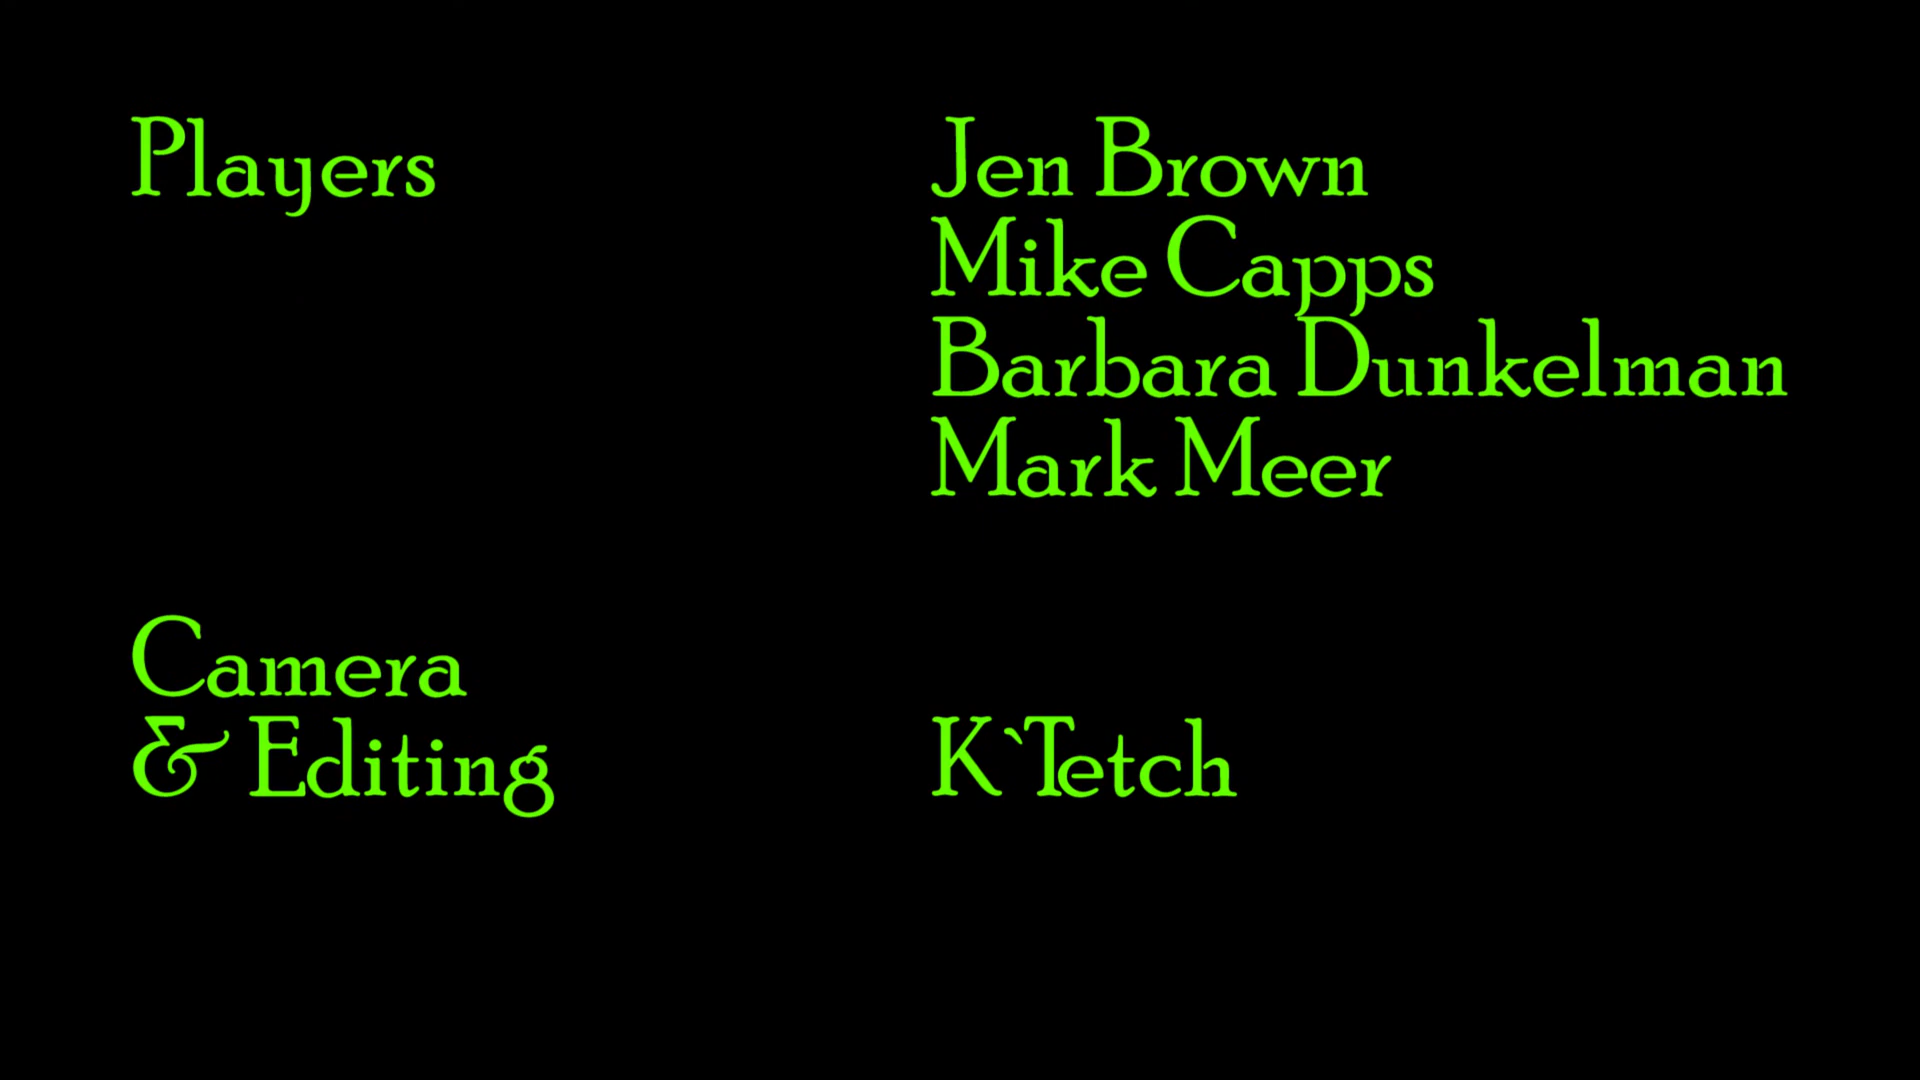 Players
Jen Brown
Mike Capps
Barbara Dunkelman
Mark Meer
Camera
& Editing
K`Tetch